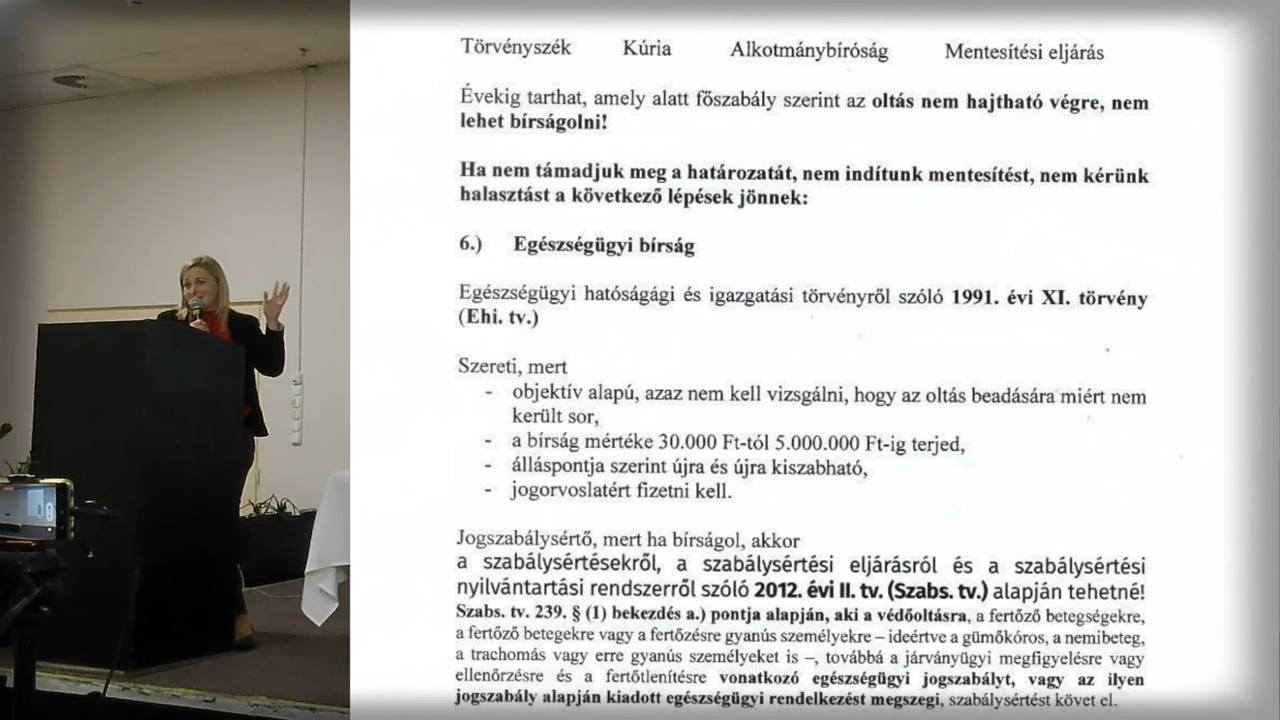 Törvényszék Kúria Alkotmánybíróság Mentesítési eljárás
Évekig tarthat, amely alatt főszabály szerint az oltás nem hajtható végre, nem
lehet bírságolni!
Ha nem támadjuk meg a határozatát, nem indítunk mentesítést, nem kérünk
halasztást a következő lépések jönnek:
6.) Egészségügyi bírság
Egészségügyi hatóságági és igazgatási törvényről szóló 1991. évi XI. törvény
(Ehi. tv.)
Szereti, mert
- objektív alapú, azaz nem kell vizsgálni, hogy az oltás beadására miért nem
került sor,
- a bírság mértéke 30.000 Ft-tól 5.000.000 Ft-ig terjed,
- álláspontja szerint újra és újra kiszabható,
- jogorvoslatért fizetni kell.
Jogszabálysértő, mert ha bírságol, akkor
a szabálysértésekről, a szabálysértési eljárásról és a szabálysértési
nyilvántartási rendszerről szóló 2012. évi II. tv. (Szabs. tv.) alapján tehetné!
Szabs. tv. 239. § (1) bekezdés a.) pontja alapján, aki a védőoltásra, a fertőző betegségekre,
a fertőző betegekre vagy a fertőzésre gyanús személyekre – ideértve a gümőkóros, a nemibeteg,
a trachomás vagy erre gyanús személyeket is –, továbbá a járványügyi megfigyelésre vagy
ellenőrzésre és a fertőtlenítésre vonatkozó egészségügyi jogszabályt, vagy az ilyen
jogszabály alapján kiadott egészségügyi rendelkezést megszegi, szabálysértést követ el.